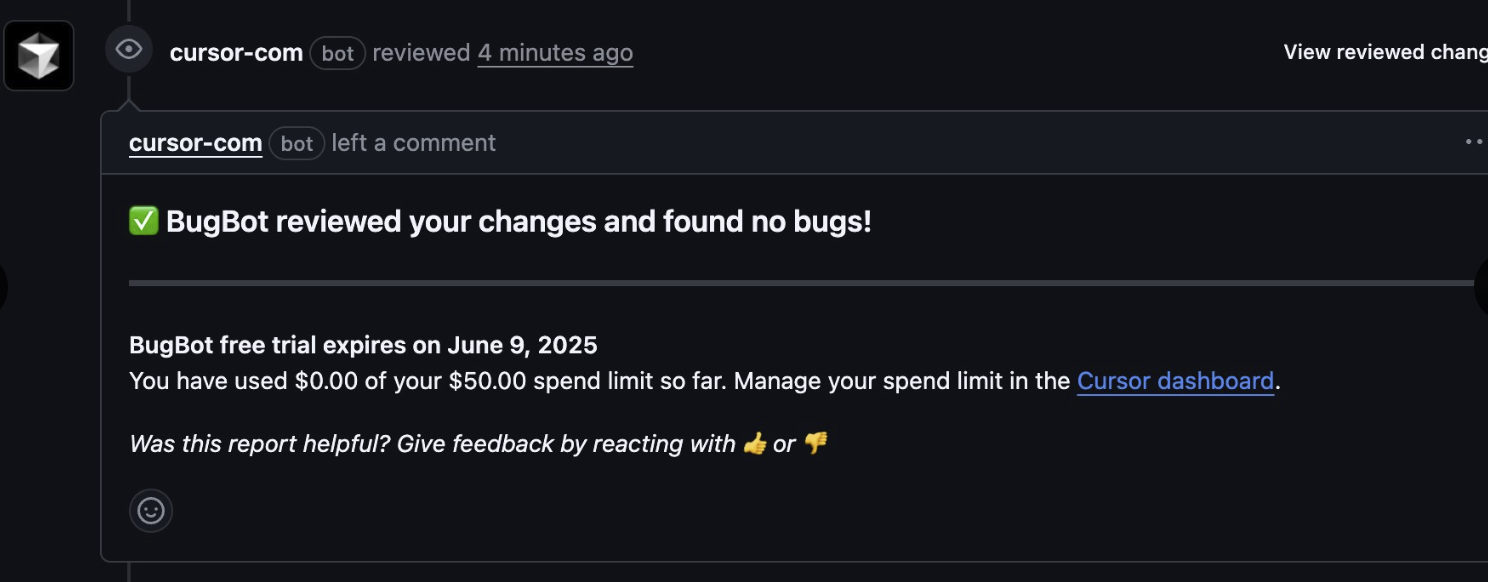 cursor-com bot reviewed 4 minutes ago
View reviewed chang
cursor-com bot left a comment
✅ BugBot reviewed your changes and found no bugs!
BugBot free trial expires on June 9, 2025
You have used $0.00 of your $50.00 spend limit so far. Manage your spend limit in the Cursor dashboard.
Was this report helpful? Give feedback by reacting with 👍 or 👎